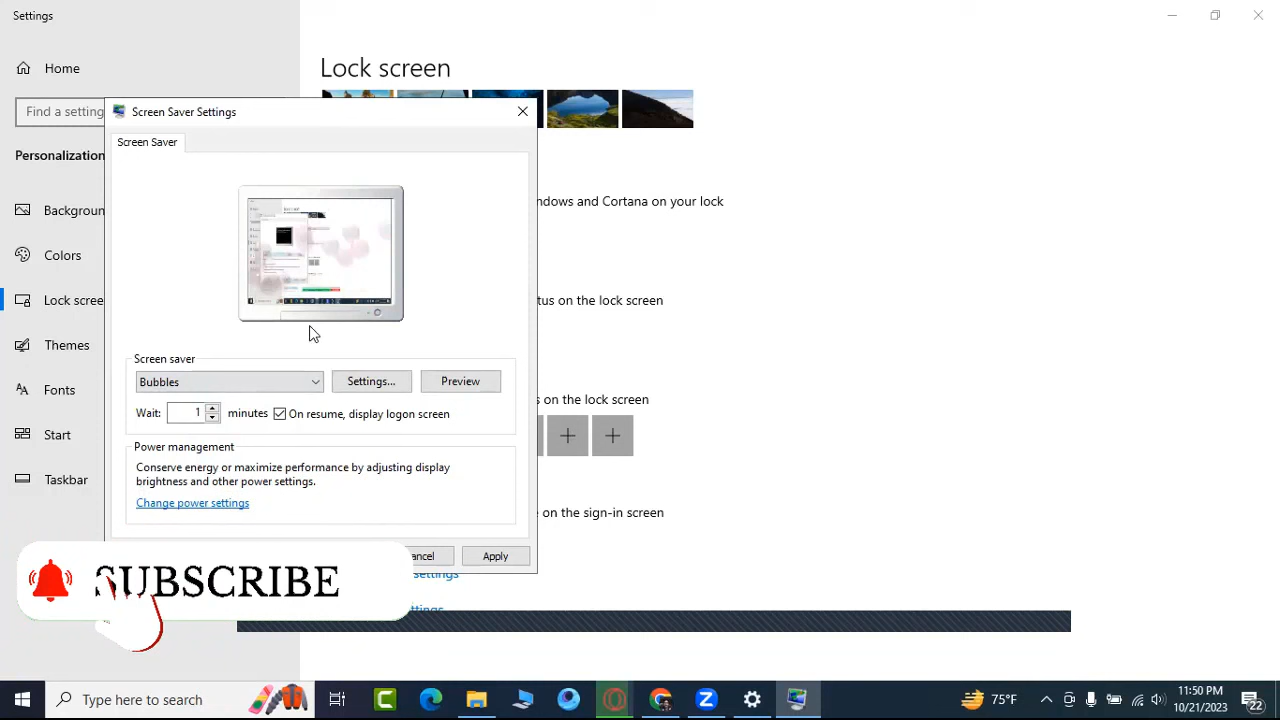 Settings
Home
Find a setting
Personalization
Backgroun
Colors
Lock scree
Themes
Fonts
Start
Taskbar
Lock screen
ndows and Cortana on your lock
tus on the lock screen
s on the lock screen
e on the sign-in screen
settings
ttings
Screen Saver Settings
Screen Saver
Screen saver
Bubbles
Settings...
Preview
Wait:
1
minutes
On resume, display logon screen
Power management
Conserve energy or maximize performance by adjusting display
brightness and other power settings.
Change power settings
ancel
Apply
SUBSCRIBE
Type here to search
75°F
11:50 PM
10/21/2023
22